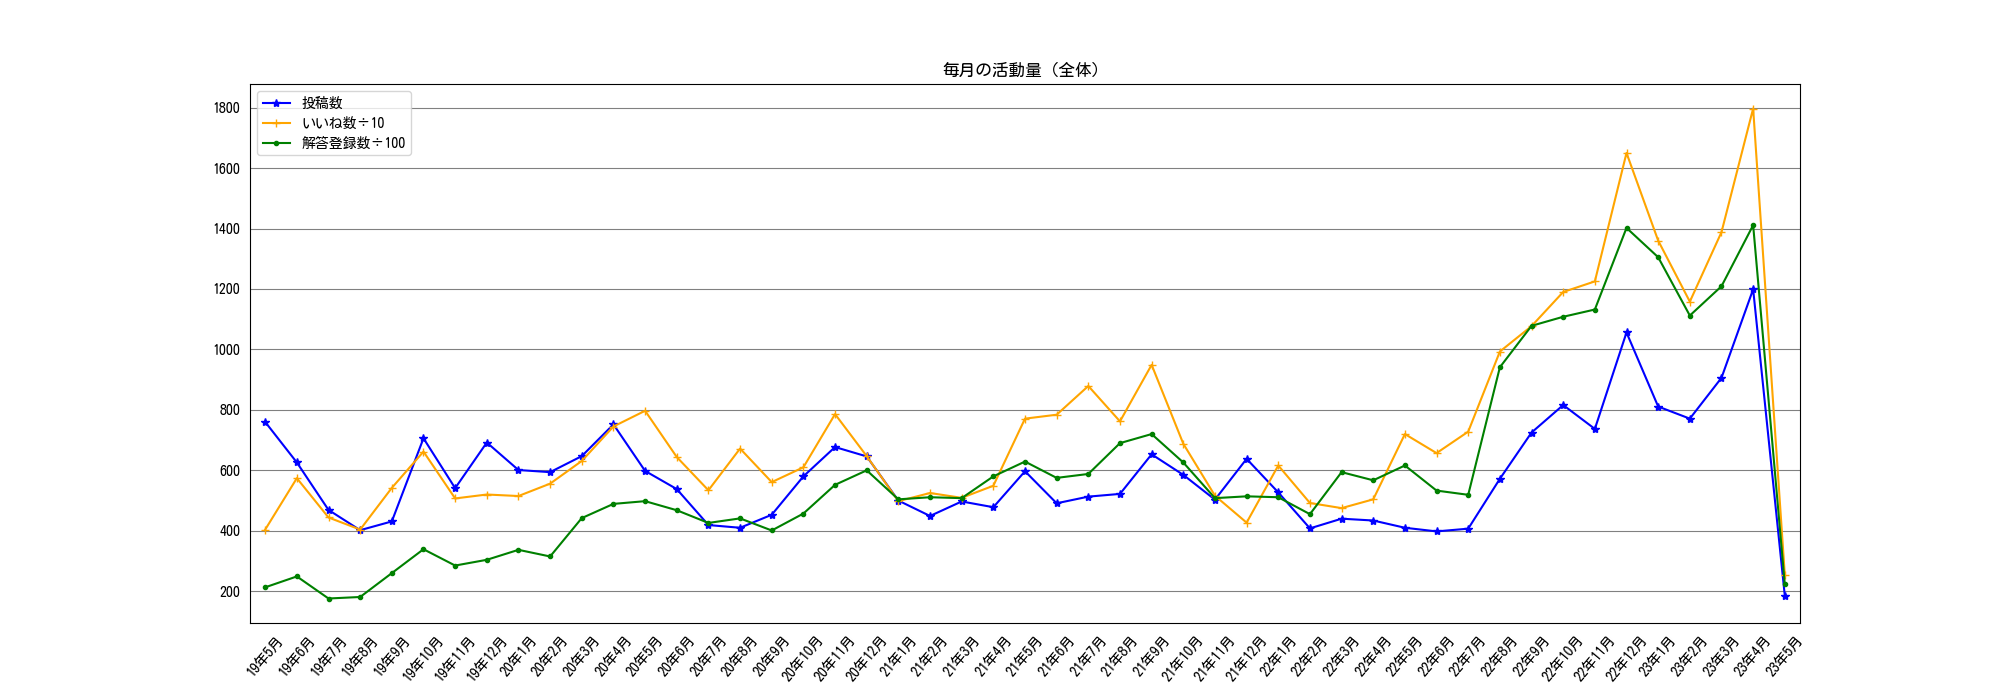 毎月の活動量（全体）
投稿数
いいね数÷10
解答登録数÷100
1800
1600
1400
1200
1000
800
600
400
200
19年5月
19年6月
19年7月
19年8月
19年9月
19年10月
19年11月
19年12月
20年1月
20年2月
20年3月
20年4月
20年5月
20年6月
20年7月
20年8月
20年9月
20年10月
20年11月
20年12月
21年1月
21年2月
21年3月
21年4月
21年5月
21年6月
21年7月
21年8月
21年9月
21年10月
21年11月
21年12月
22年1月
22年2月
22年3月
22年4月
22年5月
22年6月
22年7月
22年8月
22年9月
22年10月
22年11月
22年12月
23年1月
23年2月
23年3月
23年4月
23年5月